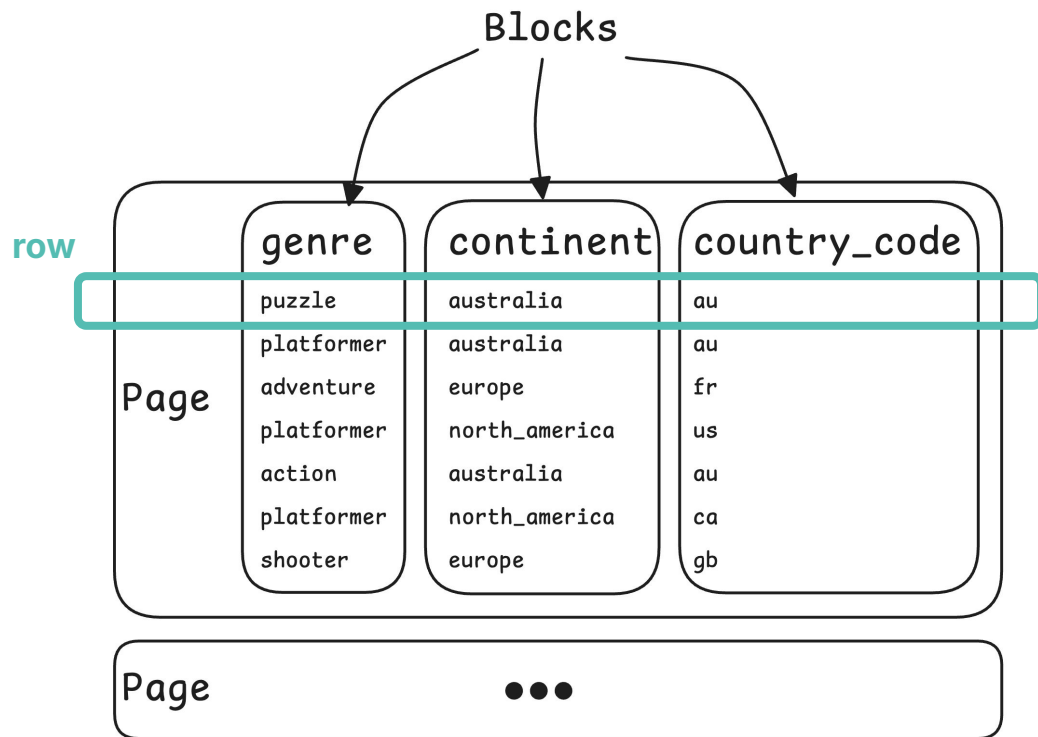 Blocks
row
genre continent country_code
puzzle australia au
platformer australia au
adventure europe fr
Page
platformer north_america us
action australia au
platformer north_america ca
shooter europe gb
Page